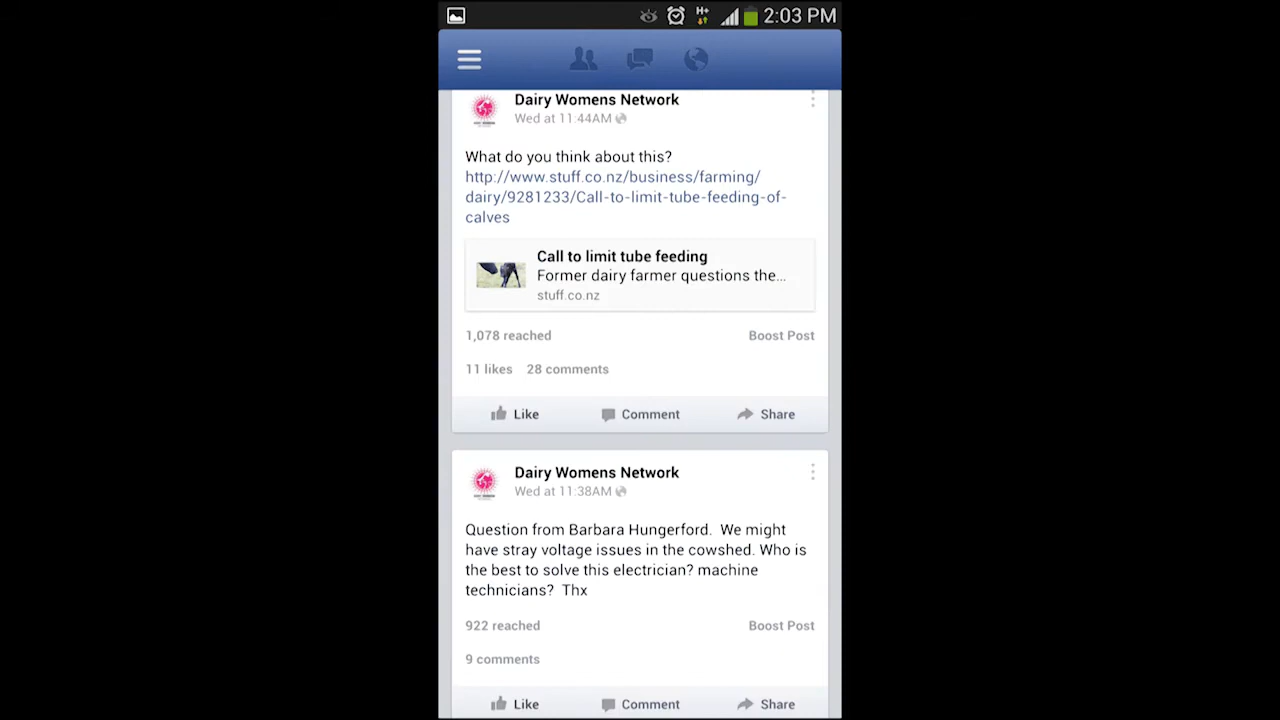 2:03 PM
Dairy Womens Network
Wed at 11:44AM
What do you think about this?
http://www.stuff.co.nz/business/farming/
dairy/9281233/Call-to-limit-tube-feeding-of-
calves
Call to limit tube feeding
Former dairy farmer questions the...
stuff.co.nz
1,078 reached Boost Post
11 likes 28 comments
Like Comment Share
Dairy Womens Network
Wed at 11:38AM
Question from Barbara Hungerford.  We might
have stray voltage issues in the cowshed. Who is
the best to solve this electrician? machine
technicians?  Thx
922 reached Boost Post
9 comments
Like Comment Share